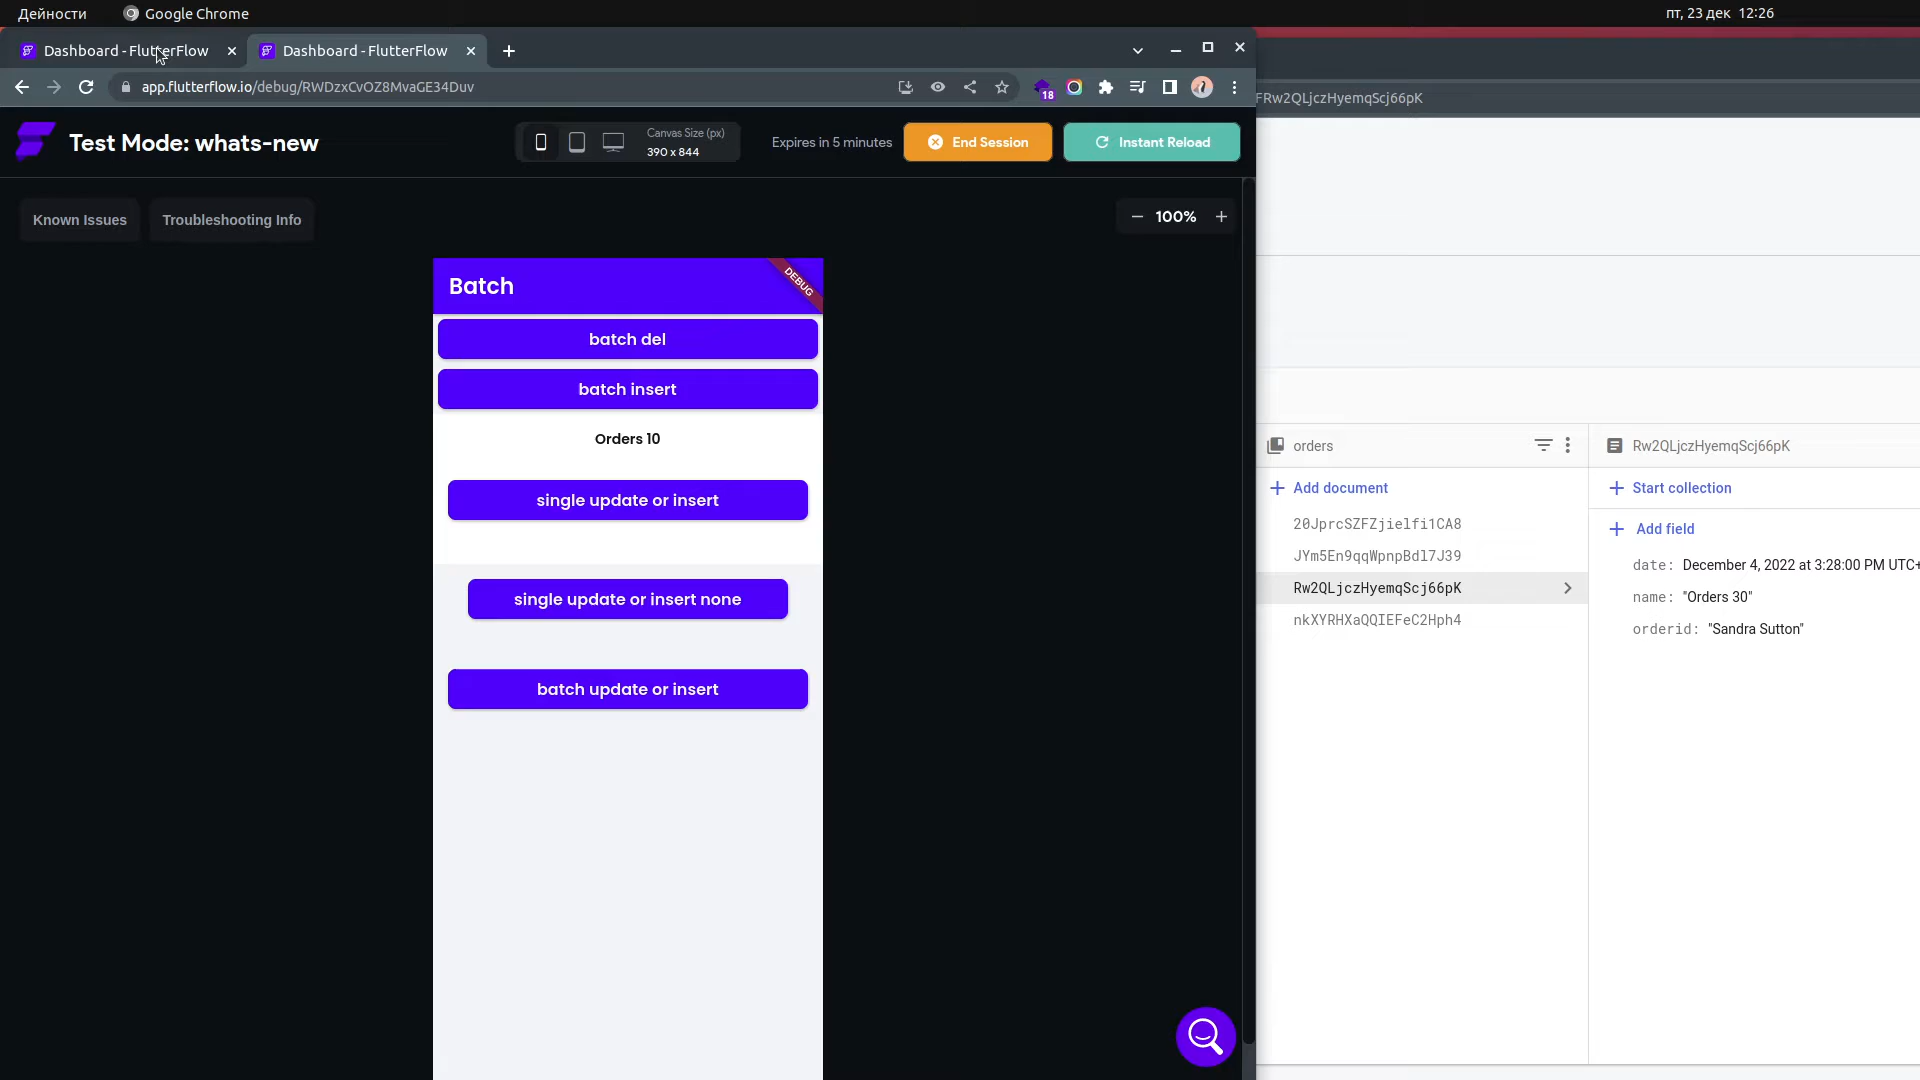 Дейности
Google Chrome
пт, 23 дек 12:26
Dashboard - FlutterFlow
Dashboard - FlutterFlow
app.flutterflow.io/debug/RWDzxCvOZ8MvaGE34Duv
18
FRw2QLjczHyemqScj66pK
Test Mode: whats-new
Canvas Size (px)
390 x 844
Expires in 5 minutes
End Session
Instant Reload
Known Issues
Troubleshooting Info
100%
Batch
DEBUG
batch del
batch insert
Orders 10
single update or insert
single update or insert none
batch update or insert
orders
Add document
20JprcSZFZjielfi1CA8
JYm5En9qqWpnpBdl7J39
Rw2QLjczHyemqScj66pK
nkXYRHXaQQIEFeC2Hph4
Rw2QLjczHyemqScj66pK
Start collection
Add field
date: December 4, 2022 at 3:28:00 PM UTC+
name: "Orders 30"
orderid: "Sandra Sutton"